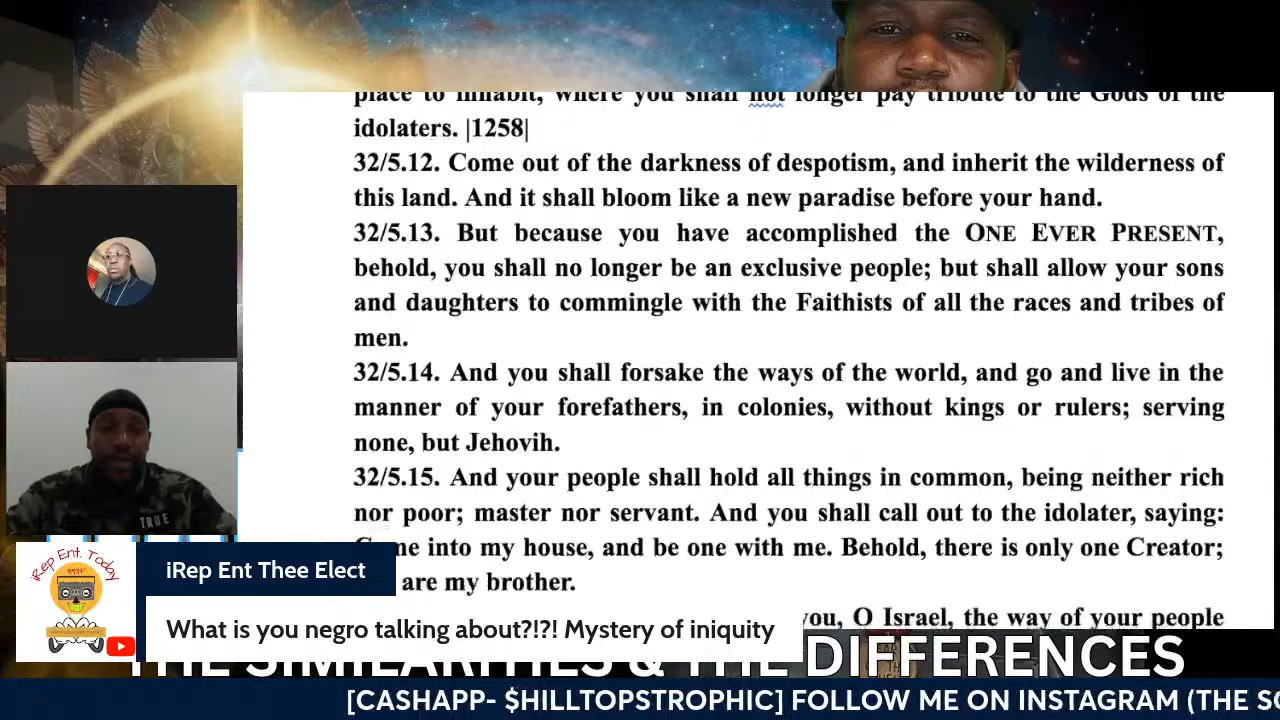 place to inhabit, where you shall not longer pay tribute to the Gods of the
idolaters. |1258|
32/5.12. Come out of the darkness of despotism, and inherit the wilderness of
this land. And it shall bloom like a new paradise before your hand.
32/5.13. But because you have accomplished the ONE EVER PRESENT,
behold, you shall no longer be an exclusive people; but shall allow your sons
and daughters to commingle with the Faithists of all the races and tribes of
men.
32/5.14. And you shall forsake the ways of the world, and go and live in the
manner of your forefathers, in colonies, without kings or rulers; serving
none, but Jehovih.
32/5.15. And your people shall hold all things in common, being neither rich
nor poor; master nor servant. And you shall call out to the idolater, saying:
into my house, and be one with me. Behold, there is only one Creator;
are my brother.
you, O Israel, the way of your people
TRUE
iRep Ent. Today
iRep Ent Thee Elect
What is you negro talking about?!?! Mystery of iniquity
THE SIMILARITIES & THE DIFFERENCES
[CASHAPP- $HILLTOPSTROPHIC] FOLLOW ME ON INSTAGRAM (THE